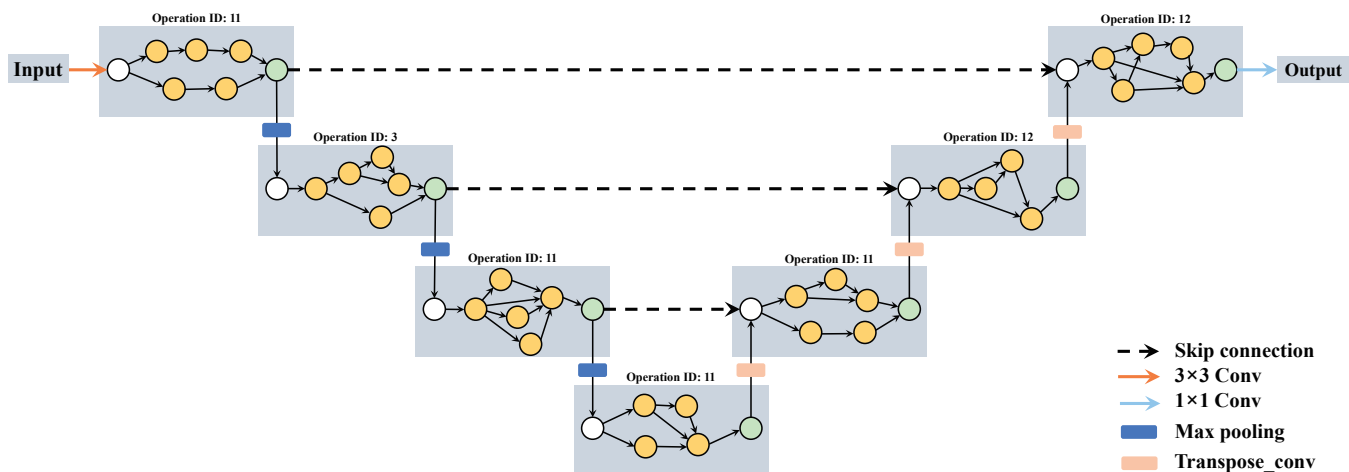 Operation ID: 11
Operation ID: 12
Input
Output
Operation ID: 3
Operation ID: 12
Operation ID: 11
Operation ID: 11
Operation ID: 11
Skip connection
3×3 Conv
1×1 Conv
Max pooling
Transpose_conv